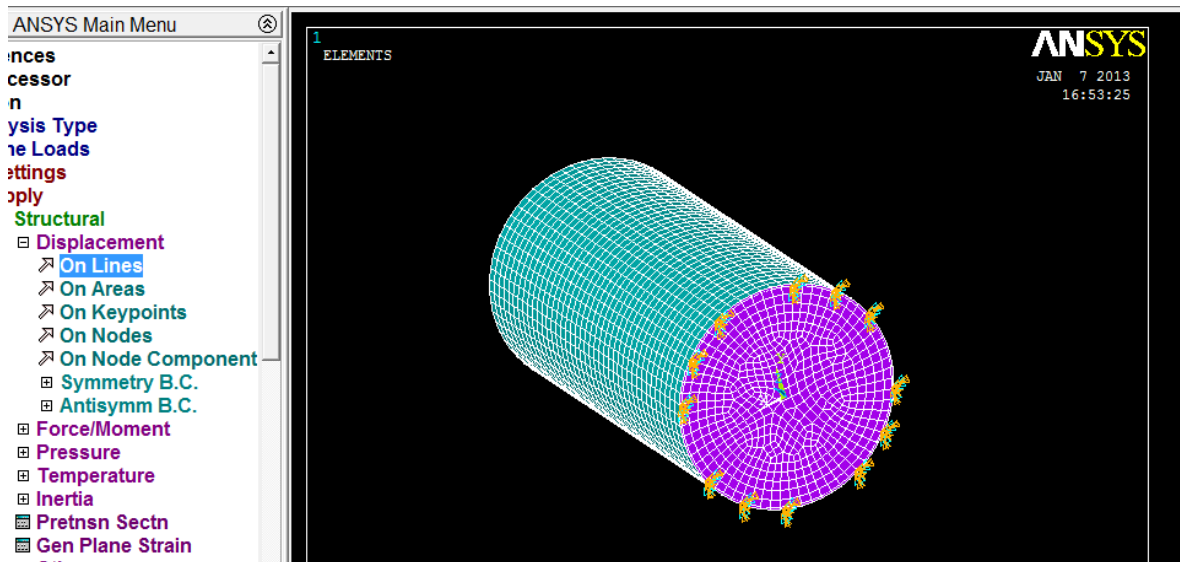 ANSYS Main Menu
ences
cessor
on
ysis Type
ne Loads
ettings
pply
Structural
Displacement
On Lines
On Areas
On Keypoints
On Nodes
On Node Component
Symmetry B.C.
Antisymm B.C.
Force/Moment
Pressure
Temperature
Inertia
Pretnsn Sectn
Gen Plane Strain
1
ELEMENTS
ANSYS
JAN 7 2013
16:53:25